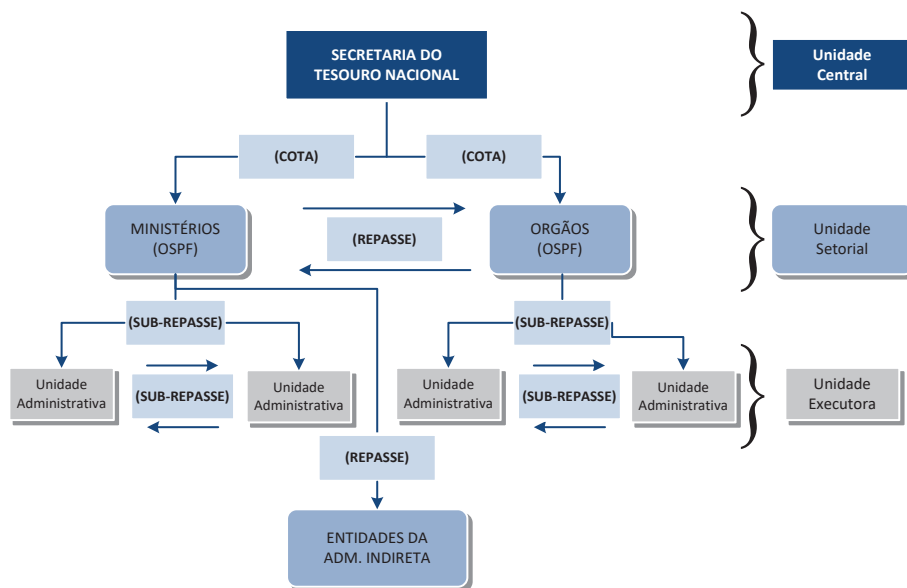 SECRETARIA DO
TESOURO NACIONAL
Unidade
Central
(COTA)
(COTA)
MINISTÉRIOS
(OSPF)
(REPASSE)
ORGÃOS
(OSPF)
Unidade
Setorial
(SUB-REPASSE)
(SUB-REPASSE)
Unidade
Administrativa
(SUB-REPASSE)
Unidade
Administrativa
Unidade
Administrativa
(SUB-REPASSE)
Unidade
Administrativa
Unidade
Executora
(REPASSE)
ENTIDADES DA
ADM. INDIRETA